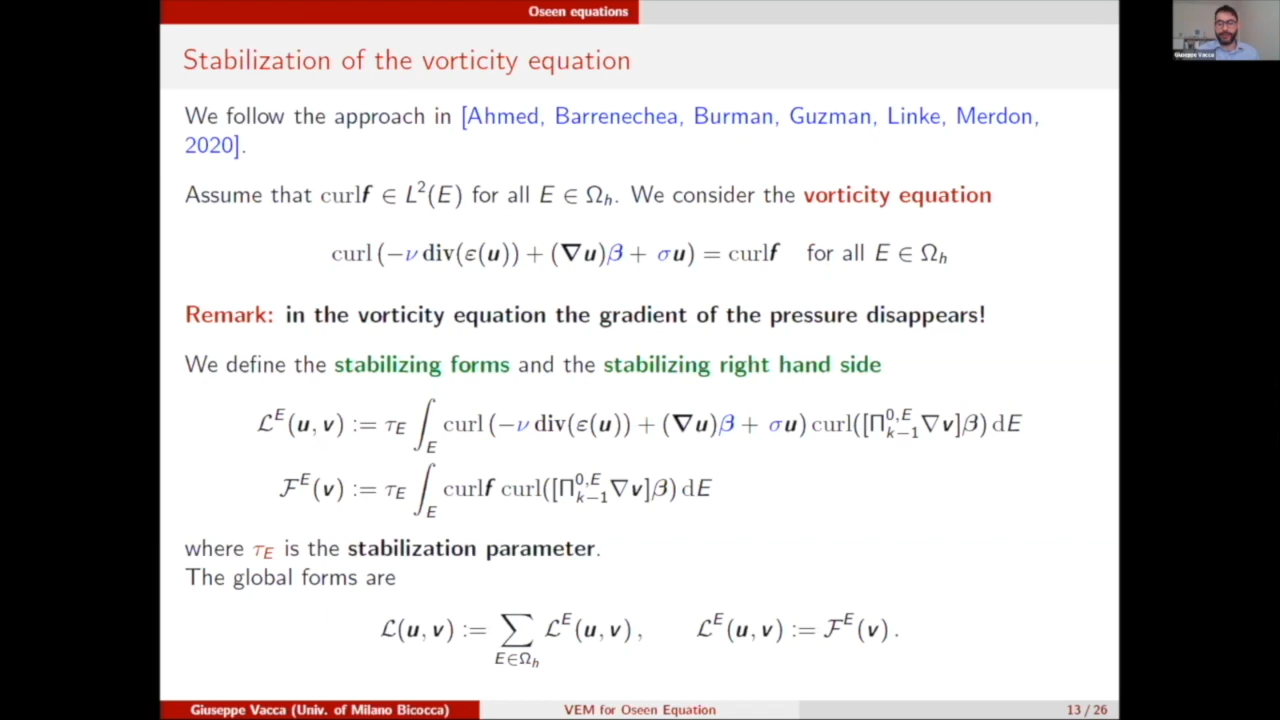 Oseen equations
Giuseppe Vacca
Stabilization of the vorticity equation
We follow the approach in [Ahmed, Barrenechea, Burman, Guzman, Linke, Merdon,
2020].
Assume that curl𝒇 ∈ L²(E) for all E ∈ Ωₕ. We consider the vorticity equation
curl (−ν div(ε(𝒖)) + (∇𝒖)β + σ𝒖) = curl𝒇 for all E ∈ Ωₕ
Remark: in the vorticity equation the gradient of the pressure disappears!
We define the stabilizing forms and the stabilizing right hand side
ℒ^E(𝒖, 𝒗) := τ_E ∫_E curl (−ν div(ε(𝒖)) + (∇𝒖)β + σ𝒖) curl([Π^{0,E}_{k−1} ∇𝒗]β) dE
ℱ^E(𝒗) := τ_E ∫_E curl𝒇 curl([Π^{0,E}_{k−1} ∇𝒗]β) dE
where τ_E is the stabilization parameter.
The global forms are
ℒ(𝒖, 𝒗) := ∑_{E∈Ωₕ} ℒ^E(𝒖, 𝒗) , ℒ^E(𝒖, 𝒗) := ℱ^E(𝒗) .
Giuseppe Vacca (Univ. of Milano Bicocca) VEM for Oseen Equation 13 / 26